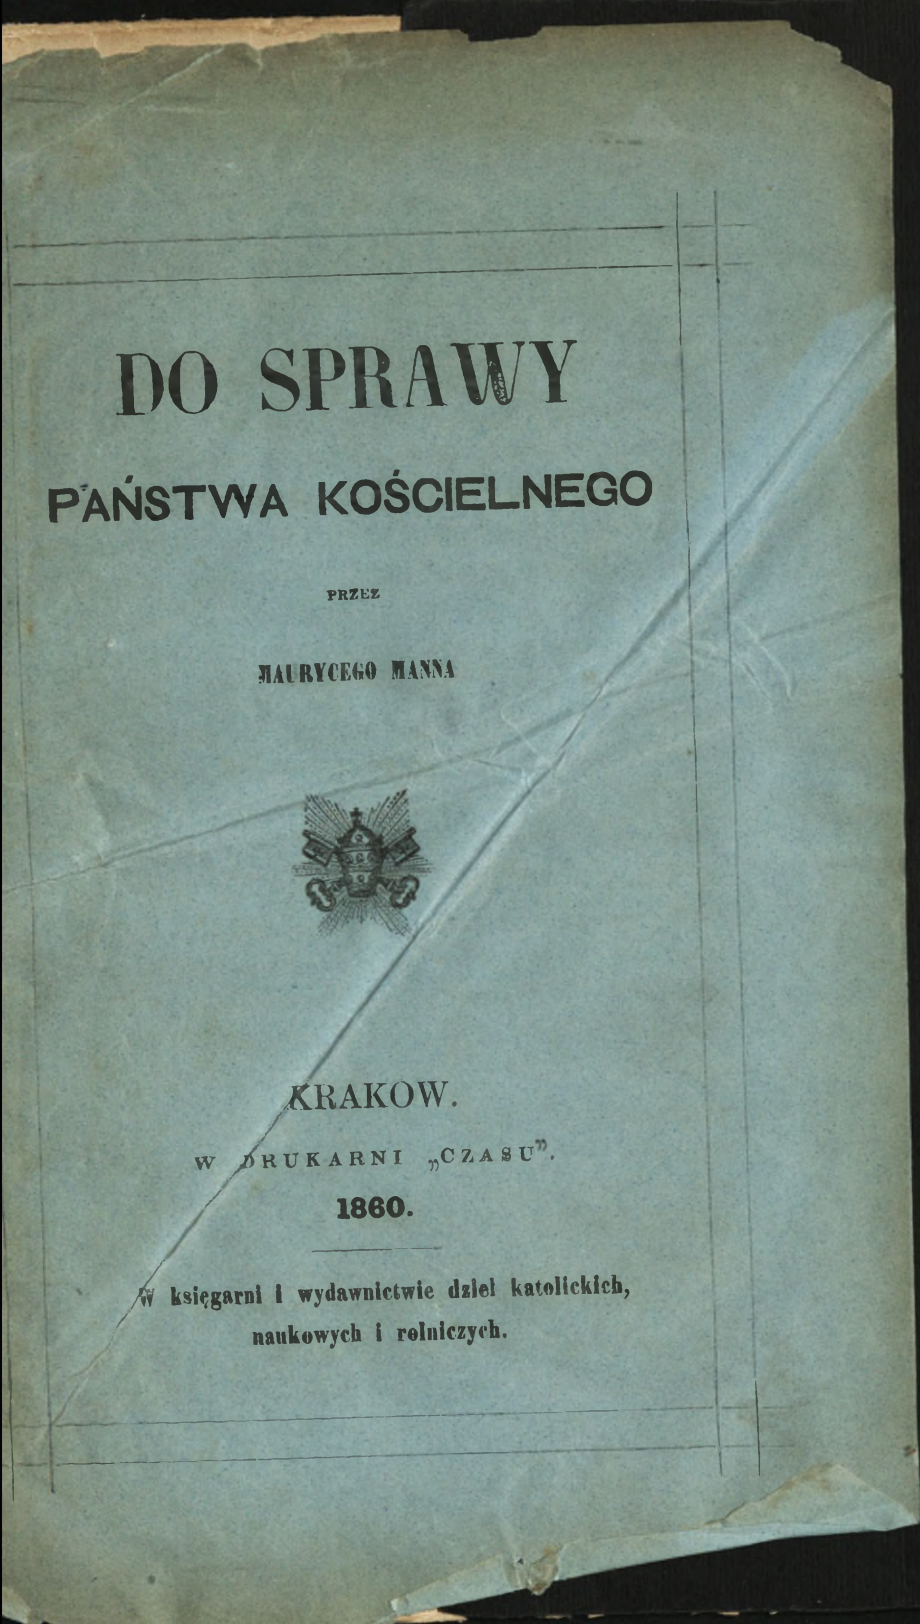 DO SPRAWY
PAŃSTWA KOŚCIELNEGO
PRZEZ
MAURYCEGO MANNA
KRAKOW.
W DRUKARNI „CZASU”.
1860.
W księgarni i wydawnictwie dzieł katolickich,
naukowych i rolniczych.